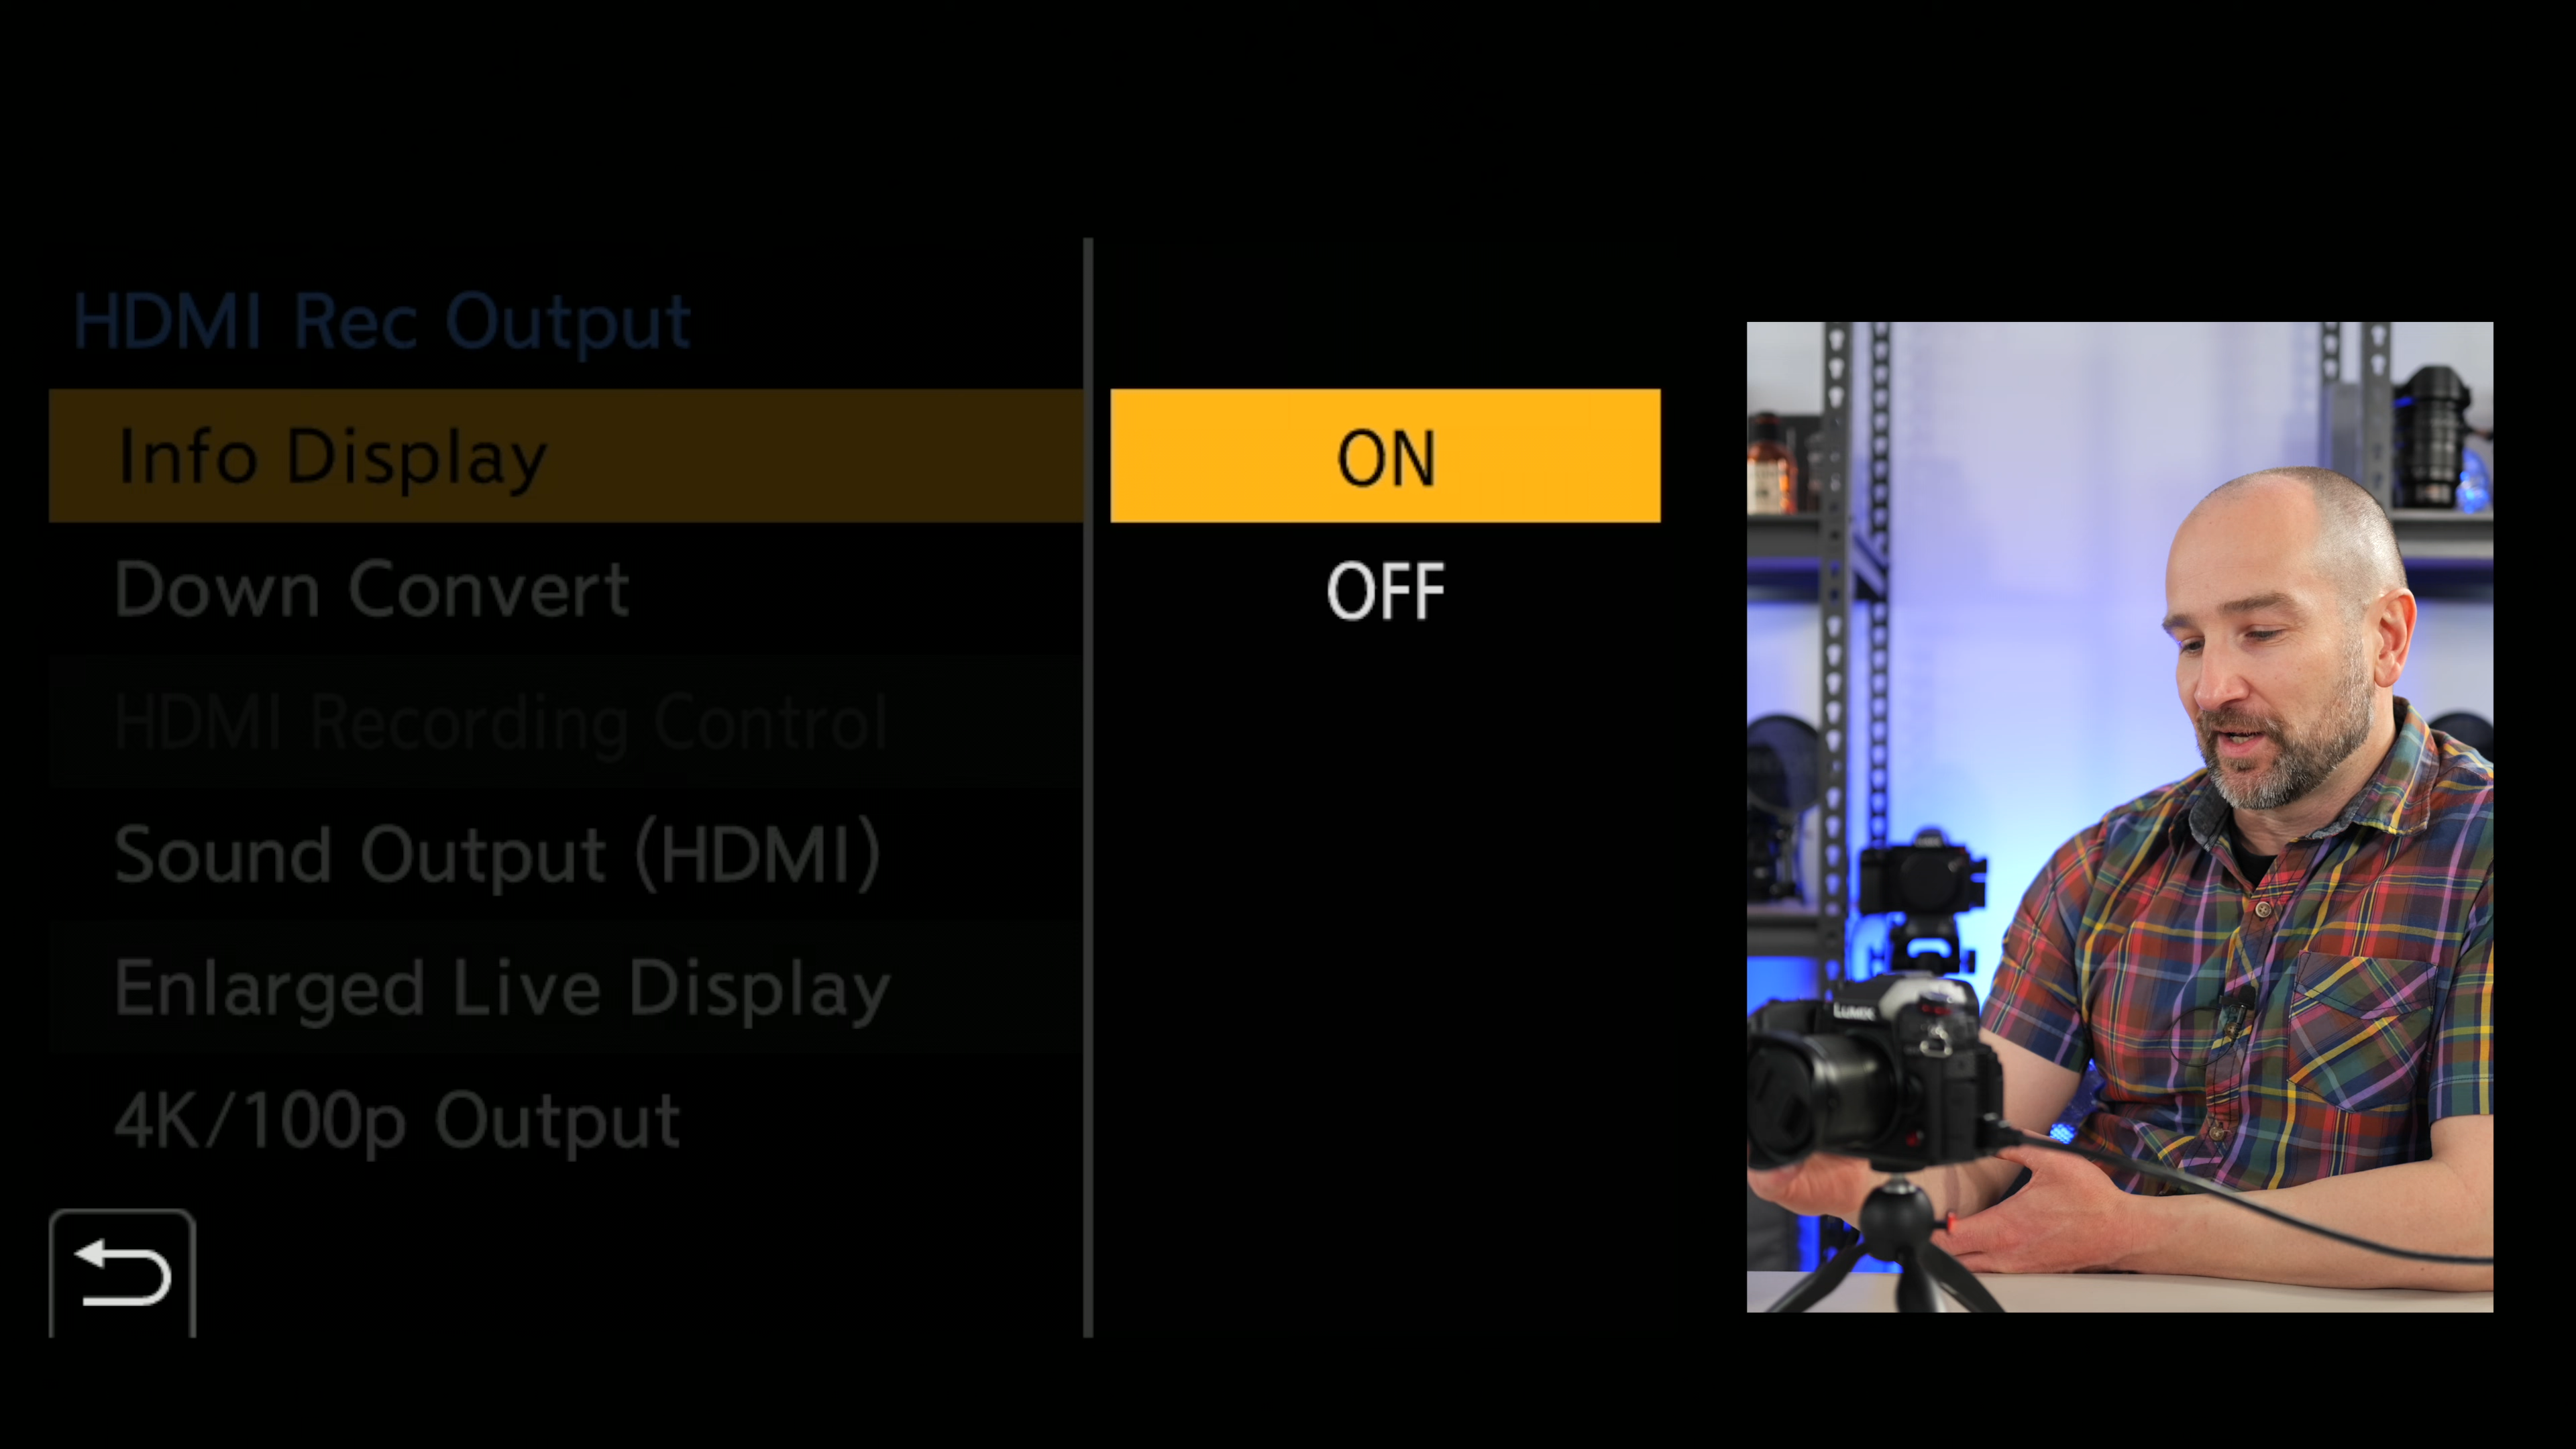 HDMI Rec Output
Info Display
ON
Down Convert
OFF
HDMI Recording Control
Sound Output (HDMI)
Enlarged Live Display
4K/100p Output
LUMIX